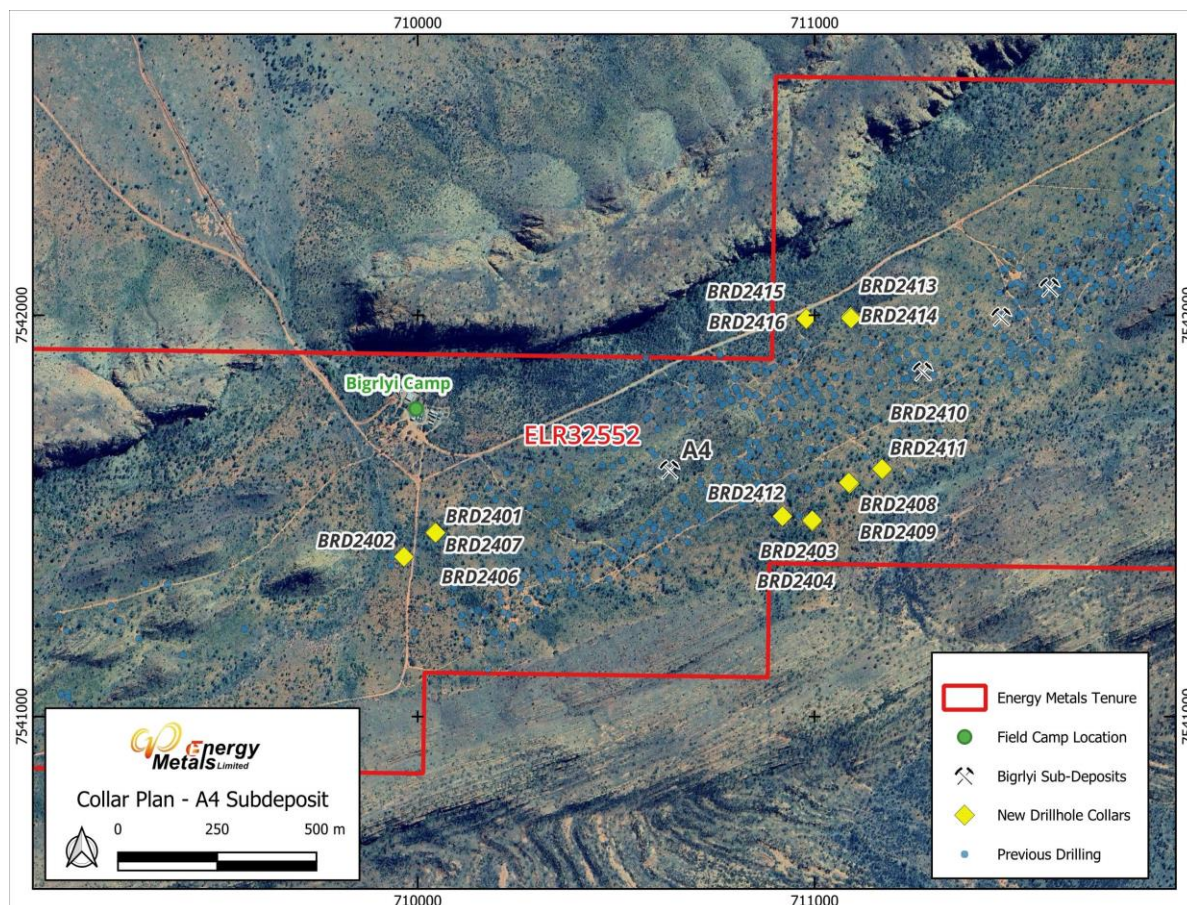 710000
711000
BRD2415
BRD2413
BRD2416
BRD2414
7542000
7542000
Bigrlyi Camp
ELR32552
A4
BRD2410
BRD2411
BRD2412
BRD2408
BRD2401
BRD2409
BRD2402
BRD2407
BRD2403
BRD2406
BRD2404
7541000
7541000
Energy
Metals Limited
Collar Plan - A4 Subdeposit
0 250 500 m
Energy Metals Tenure
Field Camp Location
Bigrlyi Sub-Deposits
New Drillhole Collars
Previous Drilling
710000
711000